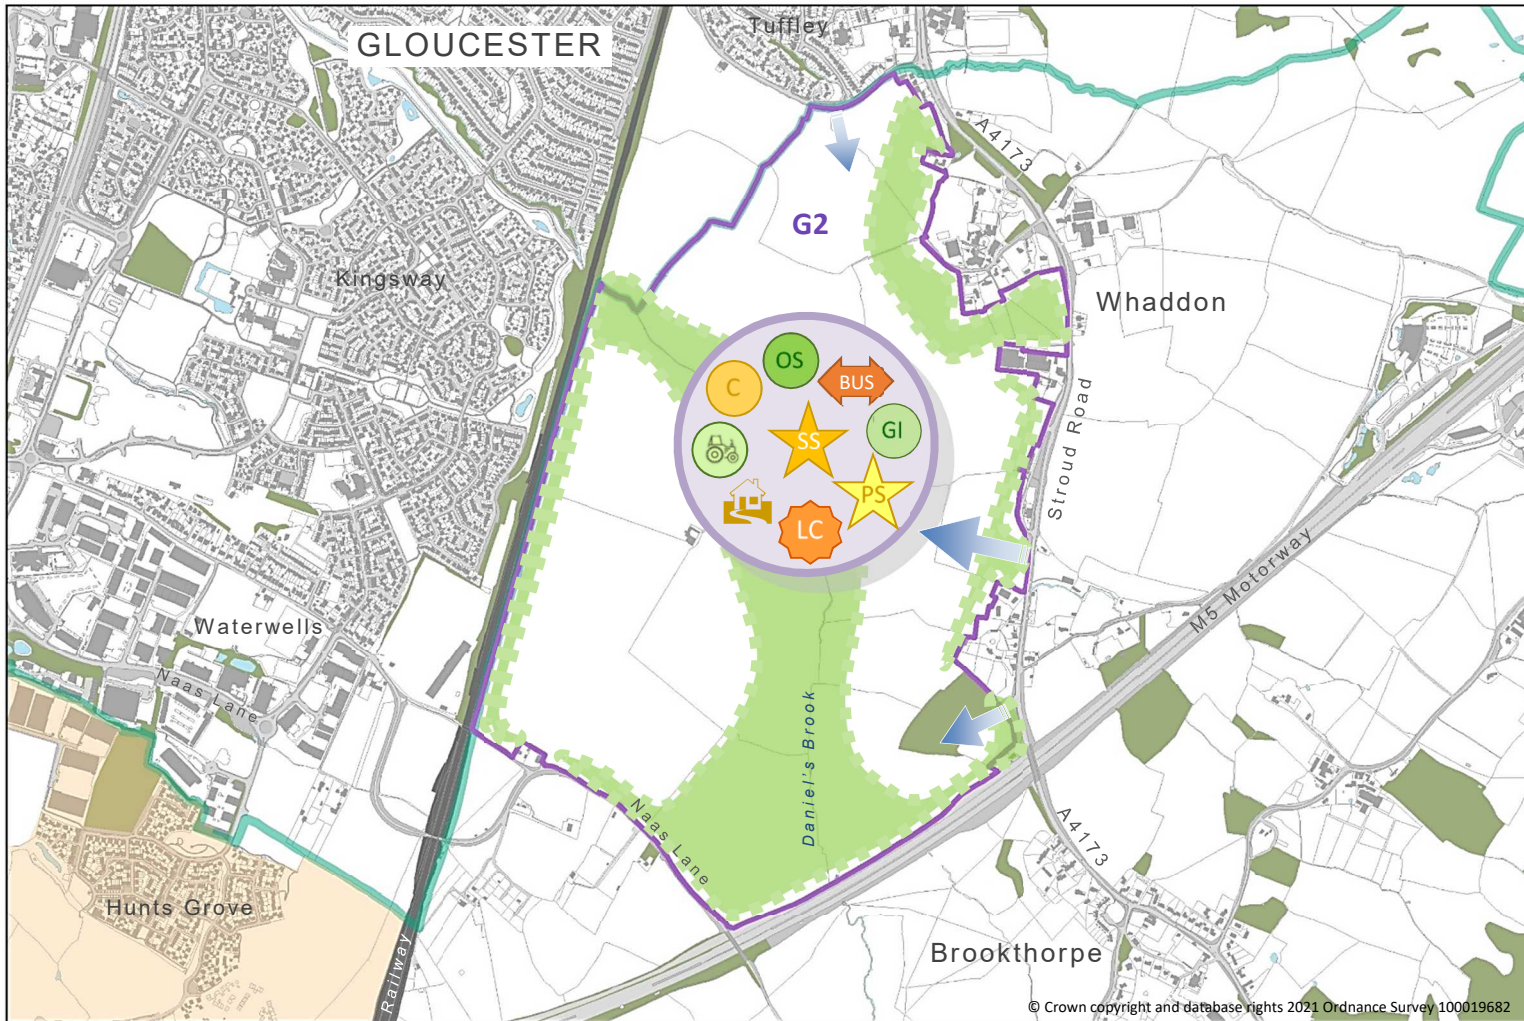 Tuffley
GLOUCESTER
A4173
G2
Kingsway
Whaddon
OS
C
BUS
SS
GI
PS
LC
Stroud Road
M5 Motorway
Waterwells
Naas Lane
Daniel's Brook
Naas Lane
A4173
Hunts Grove
Railway
Brookthorpe
© Crown copyright and database rights 2021 Ordnance Survey 100019682